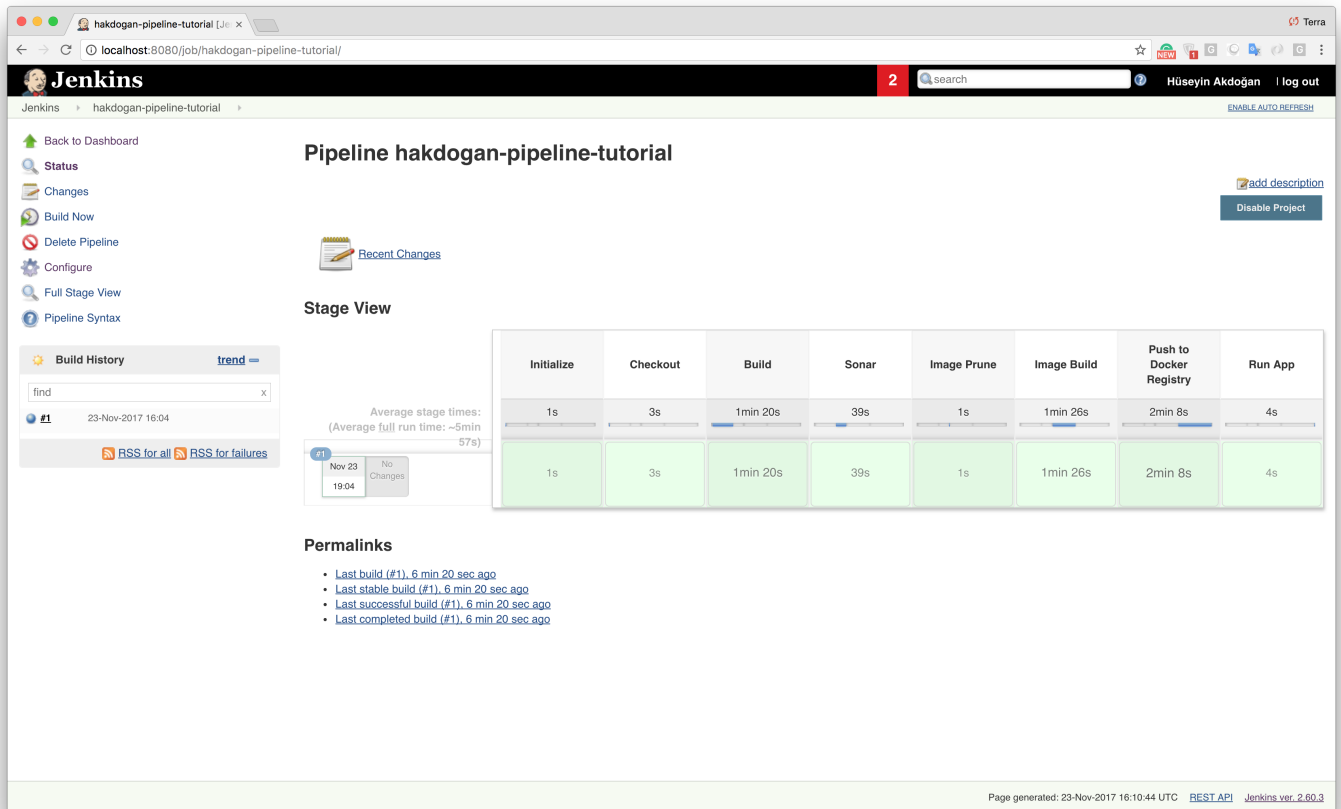 hakdogan-pipeline-tutorial [Je
Terra
localhost:8080/job/hakdogan-pipeline-tutorial/
NEW
1
G
G
Jenkins
2
search
Hüseyin Akdoğan
log out
Jenkins
hakdogan-pipeline-tutorial
ENABLE AUTO REFRESH
Back to Dashboard
Status
Changes
Build Now
Delete Pipeline
Configure
Full Stage View
Pipeline Syntax
Build History
trend
find
x
#1
23-Nov-2017 16:04
RSS for all
RSS for failures
Pipeline hakdogan-pipeline-tutorial
add description
Disable Project
Recent Changes
Stage View
Initialize
Checkout
Build
Sonar
Image Prune
Image Build
Push to
Docker
Registry
Run App
Average stage times:
(Average full run time: ~5min
57s)
1s
3s
1min 20s
39s
1s
1min 26s
2min 8s
4s
#1
Nov 23
19:04
No
Changes
1s
3s
1min 20s
39s
1s
1min 26s
2min 8s
4s
Permalinks
Last build (#1), 6 min 20 sec ago
Last stable build (#1), 6 min 20 sec ago
Last successful build (#1), 6 min 20 sec ago
Last completed build (#1), 6 min 20 sec ago
Page generated: 23-Nov-2017 16:10:44 UTC
REST API
Jenkins ver. 2.60.3